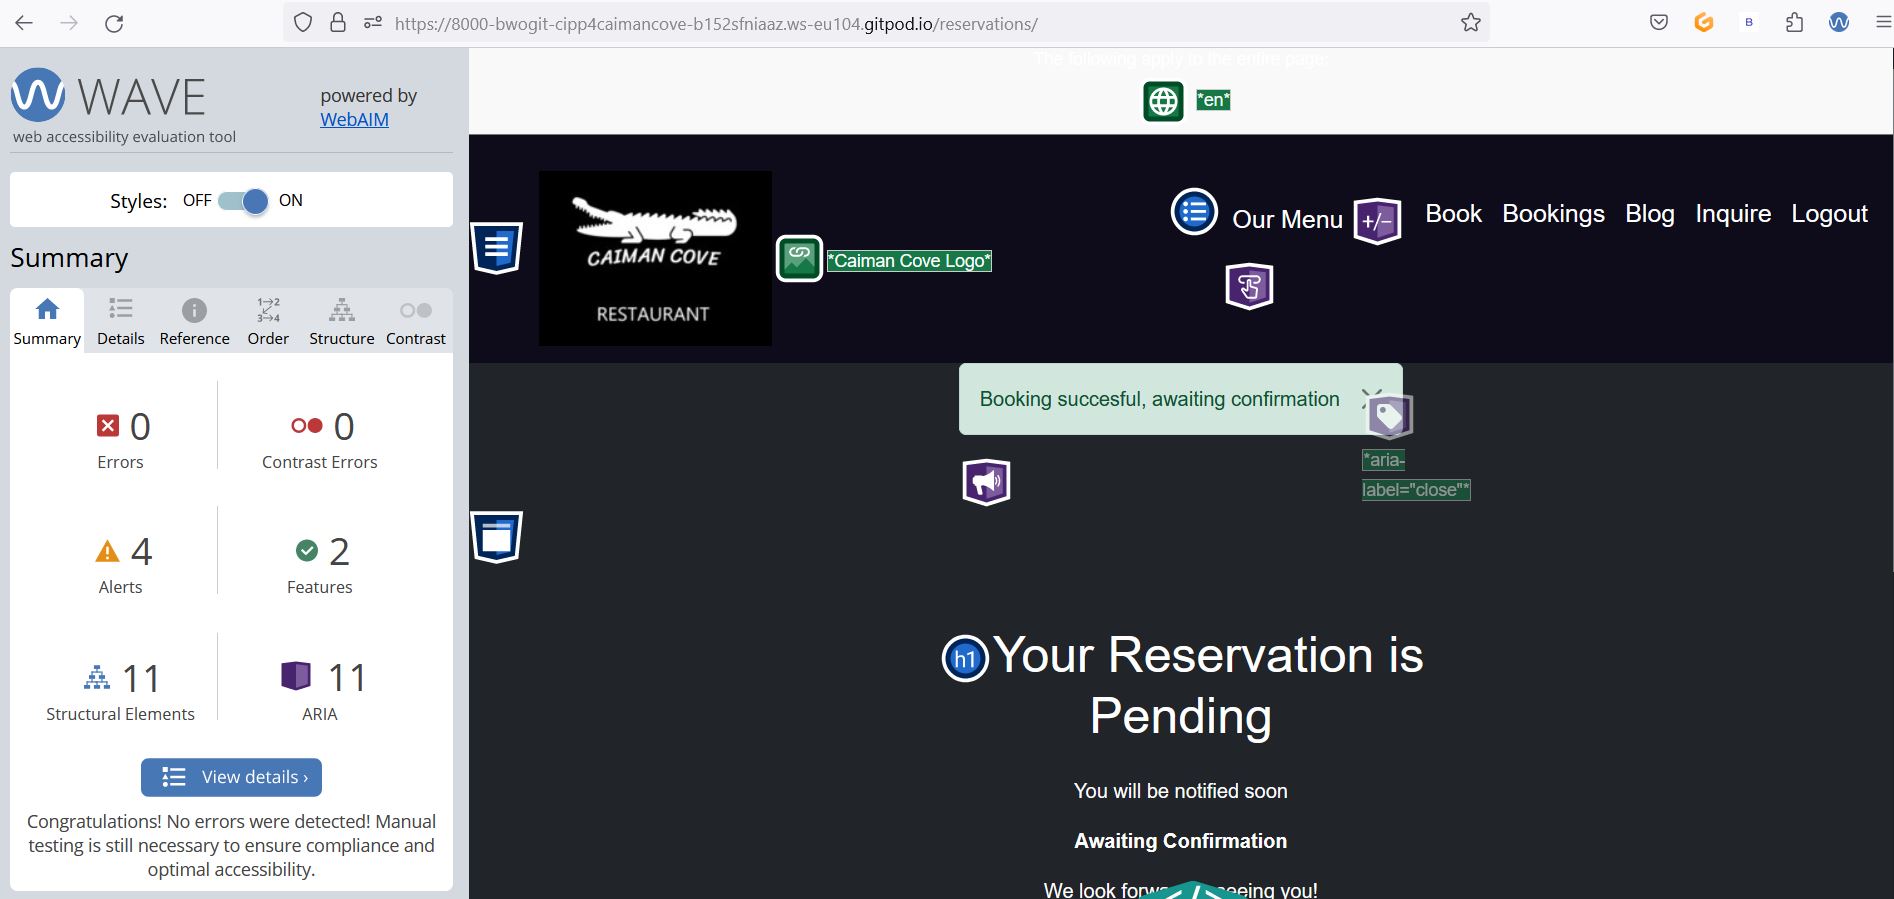 https://8000-bwogit-cipp4caimancove-b152sfniaaz.ws-eu104.gitpod.io/reservations/
B
WAVE
powered by
WebAIM
web accessibility evaluation tool
Styles: OFF ON
Summary
1 2
3 4
Summary Details Reference Order Structure Contrast
0 0
Errors Contrast Errors
4 2
Alerts Features
11 11
Structural Elements ARIA
View details ›
Congratulations! No errors were detected! Manual
testing is still necessary to ensure compliance and
optimal accessibility.
The following apply to the entire page:
*en*
CAIMAN COVE
RESTAURANT
*Caiman Cove Logo*
Our Menu +/− Book Bookings Blog Inquire Logout
Booking succesful, awaiting confirmation
*aria-
label="close"*
h1 Your Reservation is
Pending
You will be notified soon
Awaiting Confirmation
We look eeing you!